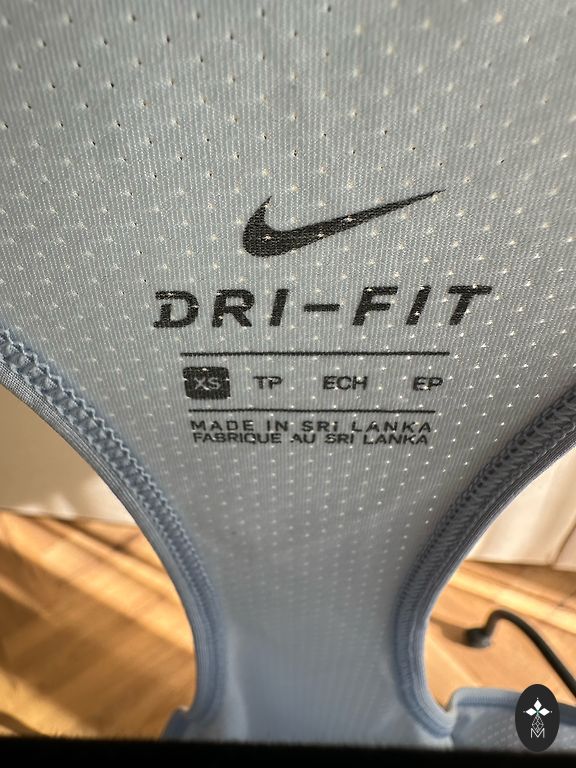 DRI-FIT
XS TP ECH EP
MADE IN SRI LANKA
FABRIQUE AU SRI LANKA
M